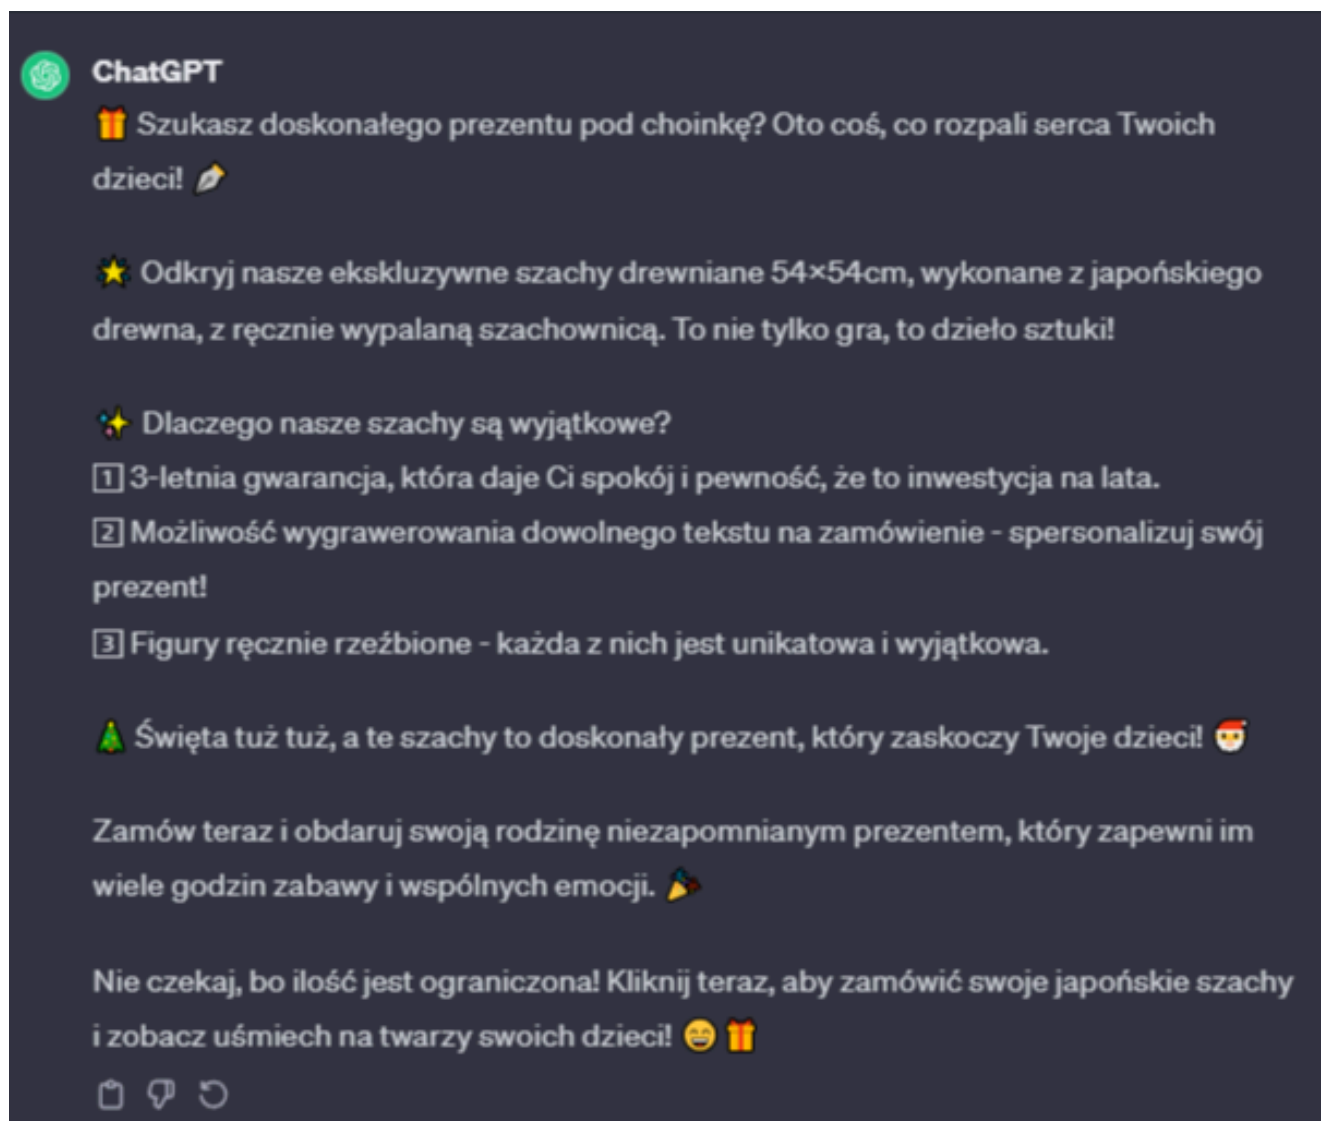 ChatGPT
🎁 Szukasz doskonałego prezentu pod choinkę? Oto coś, co rozpali serca Twoich
dzieci! 🖋️
🌟 Odkryj nasze ekskluzywne szachy drewniane 54×54cm, wykonane z japońskiego
drewna, z ręcznie wypalaną szachownicą. To nie tylko gra, to dzieło sztuki!
✨ Dlaczego nasze szachy są wyjątkowe?
1️⃣ 3-letnia gwarancja, która daje Ci spokój i pewność, że to inwestycja na lata.
2️⃣ Możliwość wygrawerowania dowolnego tekstu na zamówienie - spersonalizuj swój
prezent!
3️⃣ Figury ręcznie rzeźbione - każda z nich jest unikatowa i wyjątkowa.
🎄 Święta tuż tuż, a te szachy to doskonały prezent, który zaskoczy Twoje dzieci! 🎅
Zamów teraz i obdaruj swoją rodzinę niezapomnianym prezentem, który zapewni im
wiele godzin zabawy i wspólnych emocji. 🎉
Nie czekaj, bo ilość jest ograniczona! Kliknij teraz, aby zamówić swoje japońskie szachy
i zobacz uśmiech na twarzy swoich dzieci! 😄🎁